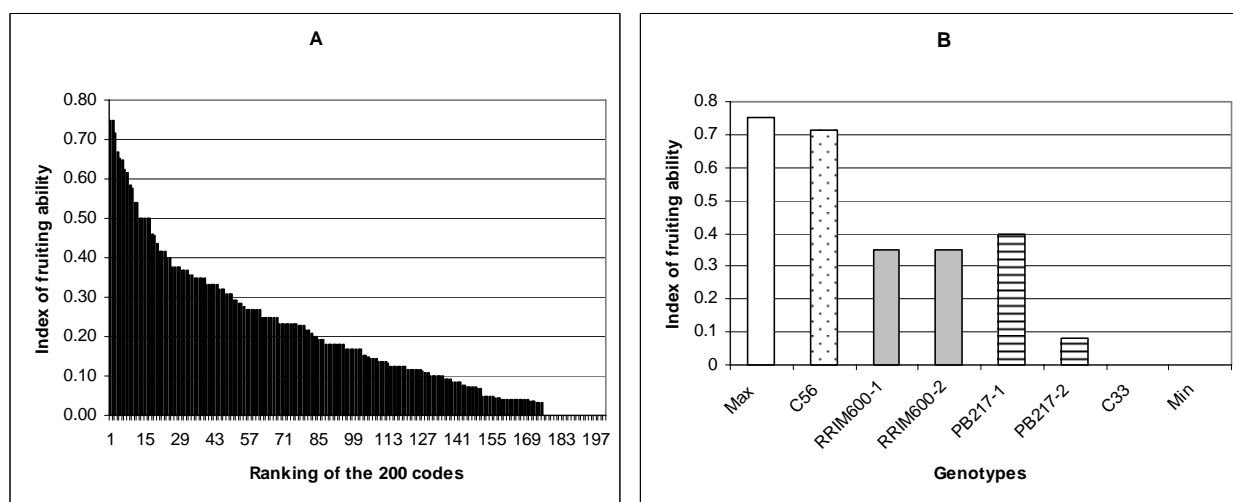 A
Index of fruiting ability
0.80
0.70
0.60
0.50
0.40
0.30
0.20
0.10
0.00
1 15 29 43 57 71 85 99 113 127 141 155 169 183 197
Ranking of the 200 codes
B
Index of fruiting ability
0.8
0.7
0.6
0.5
0.4
0.3
0.2
0.1
0
Max C56 RRIM600-1 RRIM600-2 PB217-1 PB217-2 C33 Min
Genotypes